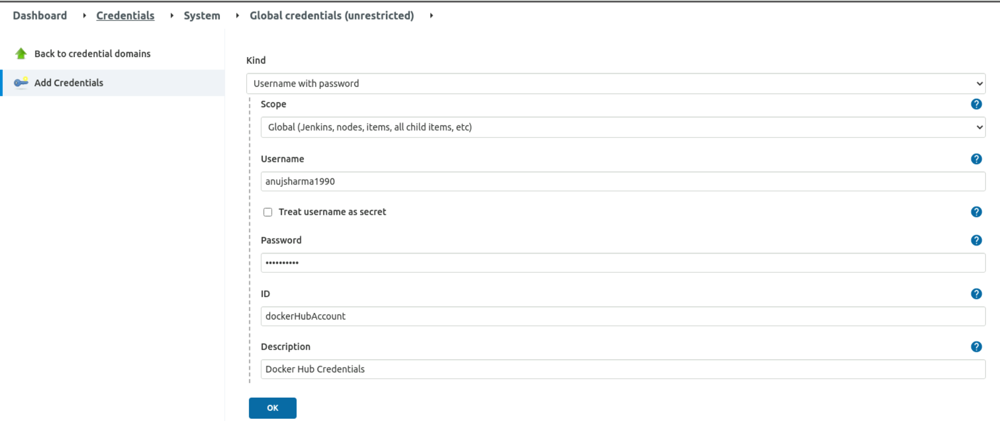 Dashboard Credentials System Global credentials (unrestricted)
Back to credential domains
Add Credentials
Kind
Username with password
Scope
Global (Jenkins, nodes, items, all child items, etc)
Username
anujsharma1990
Treat username as secret
Password
••••••••••
ID
dockerHubAccount
Description
Docker Hub Credentials
OK